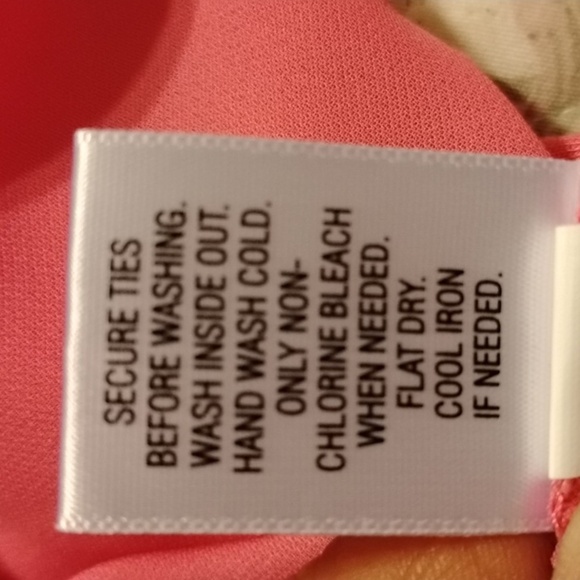 SECURE TIES
BEFORE WASHING.
WASH INSIDE OUT.
HAND WASH COLD.
ONLY NON-
CHLORINE BLEACH
WHEN NEEDED.
FLAT DRY.
COOL IRON
IF NEEDED.